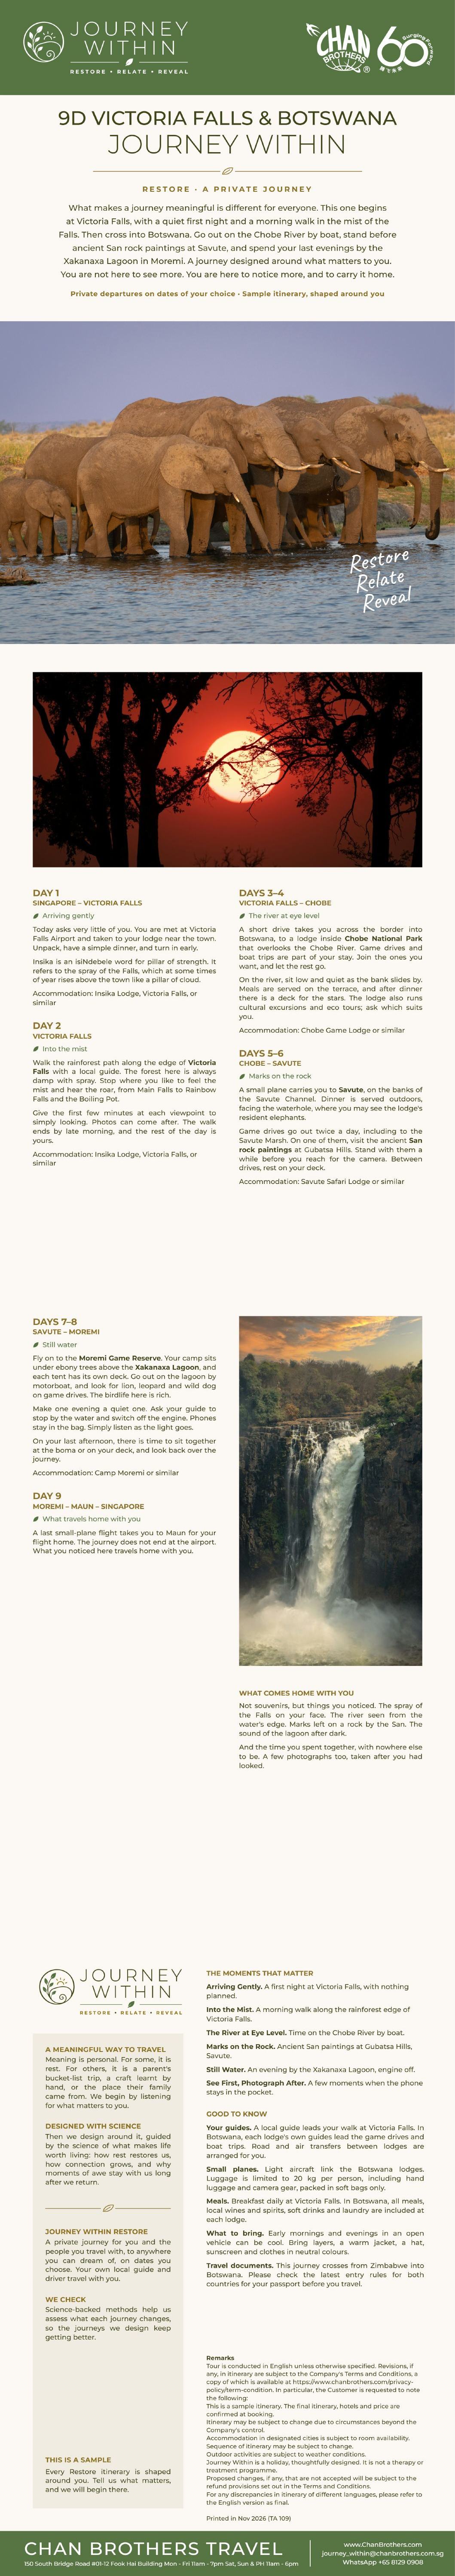 JOURNEY
WITHIN
RESTORE • RELATE • REVEAL
CHAN
BROTHERS
60
Surging Forward
9D VICTORIA FALLS & BOTSWANA
JOURNEY WITHIN
RESTORE · A PRIVATE JOURNEY
What makes a journey meaningful is different for everyone. This one begins
at Victoria Falls, with a quiet first night and a morning walk in the mist of the
Falls. Then cross into Botswana. Go out on the Chobe River by boat, stand before
ancient San rock paintings at Savute, and spend your last evenings by the
Xakanaxa Lagoon in Moremi. A journey designed around what matters to you.
You are not here to see more. You are here to notice more, and to carry it home.
Private departures on dates of your choice · Sample itinerary, shaped around you
Restore
Relate
Reveal
DAY 1
SINGAPORE – VICTORIA FALLS
Arriving gently
Today asks very little of you. You are met at Victoria
Falls Airport and taken to your lodge near the town.
Unpack, have a simple dinner, and turn in early.
Insika is an isiNdebele word for pillar of strength. It
refers to the spray of the Falls, which at some times
of year rises above the town like a pillar of cloud.
Accommodation: Insika Lodge, Victoria Falls, or
similar
DAY 2
VICTORIA FALLS
Into the mist
Walk the rainforest path along the edge of Victoria
Falls with a local guide. The forest here is always
damp with spray. Stop where you like to feel the
mist and hear the roar, from Main Falls to Rainbow
Falls and the Boiling Pot.
Give the first few minutes at each viewpoint to
simply looking. Photos can come after. The walk
ends by late morning, and the rest of the day is
yours.
Accommodation: Insika Lodge, Victoria Falls, or
similar
DAYS 3–4
VICTORIA FALLS – CHOBE
The river at eye level
A short drive takes you across the border into
Botswana, to a lodge inside Chobe National Park
that overlooks the Chobe River. Game drives and
boat trips are part of your stay. Join the ones you
want, and let the rest go.
On the river, sit low and quiet as the bank slides by.
Meals are served on the terrace, and after dinner
there is a deck for the stars. The lodge also runs
cultural excursions and eco tours; ask which suits
you.
Accommodation: Chobe Game Lodge or similar
DAYS 5–6
CHOBE – SAVUTE
Marks on the rock
A small plane carries you to Savute, on the banks of
the Savute Channel. Dinner is served outdoors,
facing the waterhole, where you may see the lodge's
resident elephants.
Game drives go out twice a day, including to the
Savute Marsh. On one of them, visit the ancient San
rock paintings at Gubatsa Hills. Stand with them a
while before you reach for the camera. Between
drives, rest on your deck.
Accommodation: Savute Safari Lodge or similar
DAYS 7–8
SAVUTE – MOREMI
Still water
Fly on to the Moremi Game Reserve. Your camp sits
under ebony trees above the Xakanaxa Lagoon, and
each tent has its own deck. Go out on the lagoon by
motorboat, and look for lion, leopard and wild dog
on game drives. The birdlife here is rich.
Make one evening a quiet one. Ask your guide to
stop by the water and switch off the engine. Phones
stay in the bag. Simply listen as the light goes.
On your last afternoon, there is time to sit together
at the boma or on your deck, and look back over the
journey.
Accommodation: Camp Moremi or similar
DAY 9
MOREMI – MAUN – SINGAPORE
What travels home with you
A last small-plane flight takes you to Maun for your
flight home. The journey does not end at the airport.
What you noticed here travels home with you.
WHAT COMES HOME WITH YOU
Not souvenirs, but things you noticed. The spray of
the Falls on your face. The river seen from the
water's edge. Marks left on a rock by the San. The
sound of the lagoon after dark.
And the time you spent together, with nowhere else
to be. A few photographs too, taken after you had
looked.
JOURNEY
WITHIN
RESTORE • RELATE • REVEAL
A MEANINGFUL WAY TO TRAVEL
Meaning is personal. For some, it is
rest. For others, it is a parent's
bucket-list trip, a craft learnt by
hand, or the place their family
came from. We begin by listening
for what matters to you.
DESIGNED WITH SCIENCE
Then we design around it, guided
by the science of what makes life
worth living: how rest restores us,
how connection grows, and why
moments of awe stay with us long
after we return.
JOURNEY WITHIN RESTORE
A private journey for you and the
people you travel with, to anywhere
you can dream of, on dates you
choose. Your own local guide and
driver travel with you.
WE CHECK
Science-backed methods help us
assess what each journey changes,
so the journeys we design keep
getting better.
THIS IS A SAMPLE
Every Restore itinerary is shaped
around you. Tell us what matters,
and we will begin there.
THE MOMENTS THAT MATTER
Arriving Gently. A first night at Victoria Falls, with nothing
planned.
Into the Mist. A morning walk along the rainforest edge of
Victoria Falls.
The River at Eye Level. Time on the Chobe River by boat.
Marks on the Rock. Ancient San paintings at Gubatsa Hills,
Savute.
Still Water. An evening by the Xakanaxa Lagoon, engine off.
See First, Photograph After. A few moments when the phone
stays in the pocket.
GOOD TO KNOW
Your guides. A local guide leads your walk at Victoria Falls. In
Botswana, each lodge's own guides lead the game drives and
boat trips. Road and air transfers between lodges are
arranged for you.
Small planes. Light aircraft link the Botswana lodges.
Luggage is limited to 20 kg per person, including hand
luggage and camera gear, packed in soft bags only.
Meals. Breakfast daily at Victoria Falls. In Botswana, all meals,
local wines and spirits, soft drinks and laundry are included at
each lodge.
What to bring. Early mornings and evenings in an open
vehicle can be cool. Bring layers, a warm jacket, a hat,
sunscreen and clothes in neutral colours.
Travel documents. This journey crosses from Zimbabwe into
Botswana. Please check the latest entry rules for both
countries for your passport before you travel.
Remarks
Tour is conducted in English unless otherwise specified. Revisions, if
any, in itinerary are subject to the Company's Terms and Conditions, a
copy of which is available at https://www.chanbrothers.com/privacy-
policy/term-condition. In particular, the Customer is requested to note
the following:
This is a sample itinerary. The final itinerary, hotels and price are
confirmed at booking.
Itinerary may be subject to change due to circumstances beyond the
Company's control.
Accommodation in designated cities is subject to room availability.
Sequence of itinerary may be subject to change.
Outdoor activities are subject to weather conditions.
Journey Within is a holiday, thoughtfully designed. It is not a therapy or
treatment programme.
Proposed changes, if any, that are not accepted will be subject to the
refund provisions set out in the Terms and Conditions.
For any discrepancies in itinerary of different languages, please refer to
the English version as final.
Printed in Nov 2026 (TA 109)
CHAN BROTHERS TRAVEL
150 South Bridge Road #01-12 Fook Hai Building Mon - Fri 11am - 7pm Sat, Sun & PH 11am - 6pm
www.ChanBrothers.com
journey_within@chanbrothers.com.sg
WhatsApp +65 8129 0908